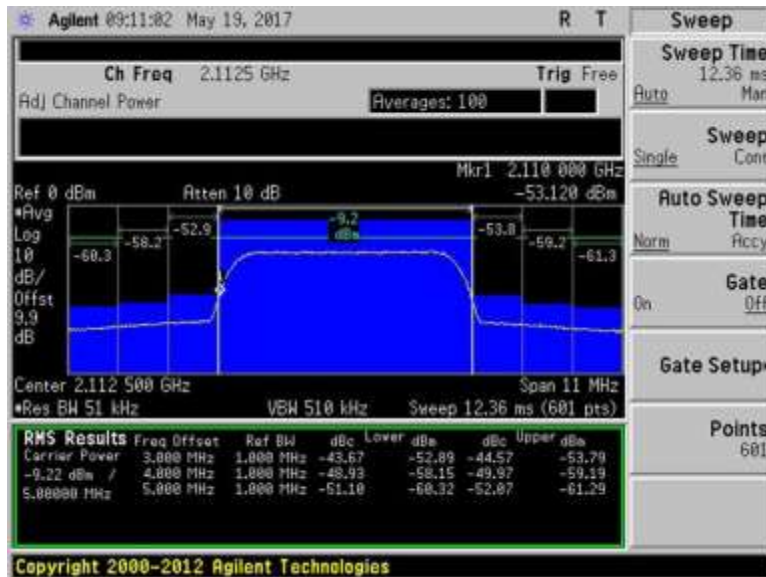 Agilent 09:11:02 May 19, 2017 R T
Ch Freq 2.1125 GHz Trig Free
Adj Channel Power Averages: 100
Mkr1 2.110 000 GHz
Ref 0 dBm Atten 10 dB -53.120 dBm
*Avg
Log
10
dB/
Offst
9.9
dB
-60.3 -58.2 -52.9 -9.2 dBm -53.8 -59.2 -61.3
1
Center 2.112 500 GHz Span 11 MHz
*Res BW 51 kHz VBW 510 kHz Sweep 12.36 ms (601 pts)
RMS Results Freq Offset Ref BW dBc Lower dBm dBc Upper dBm
Carrier Power 3.000 MHz 1.000 MHz -43.67 -52.89 -44.57 -53.79
-9.22 dBm / 4.000 MHz 1.000 MHz -48.93 -58.15 -49.97 -59.19
5.00000 MHz 5.000 MHz 1.000 MHz -51.10 -60.32 -52.07 -61.29
Copyright 2000-2012 Agilent Technologies
Sweep
Sweep Time
12.36 ms
Auto Man
Sweep
Single Cont
Auto Sweep
Time
Norm Accy
Gate
On Off
Gate Setup
Points
601